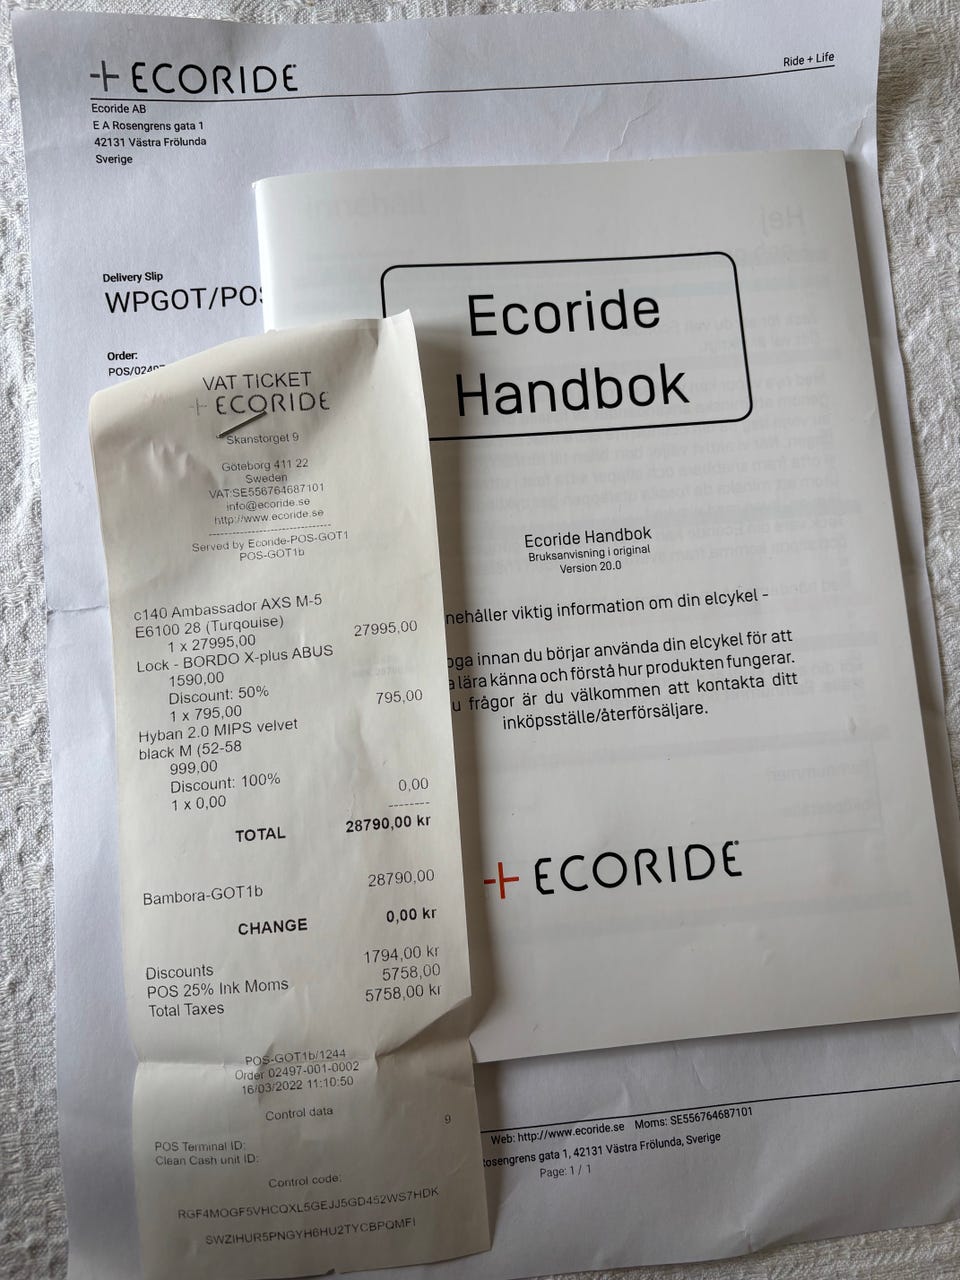 ECORIDE
Ride + Life
Ecoride AB
E A Rosengrens gata 1
42131 Västra Frölunda
Sverige
Delivery Slip
WPGOT/POS
Order:
POS/02497
Ecoride
Handbok
Ecoride Handbok
Bruksanvisning i original
Version 20.0
nehåller viktig information om din elcykel -
oga innan du börjar använda din elcykel för att
a lära känna och förstå hur produkten fungerar.
u frågor är du välkommen att kontakta ditt
inköpsställe/återförsäljare.
ECORIDE
VAT TICKET
ECORIDE
Skanstorget 9
Göteborg 411 22
Sweden
VAT:SE556764687101
info@ecoride.se
http://www.ecoride.se
--------------------------------
Served by Ecoride-POS-GOT1
POS-GOT1b
c140 Ambassador AXS M-5
E6100 28 (Turqouise)
1 x 27995,00 27995,00
Lock - BORDO X-plus ABUS
1590,00
Discount: 50%
1 x 795,00 795,00
Hyban 2.0 MIPS velvet
black M (52-58
999,00
Discount: 100%
1 x 0,00 0,00
--------
TOTAL 28790,00 kr
Bambora-GOT1b 28790,00
CHANGE 0,00 kr
Discounts 1794,00 kr
POS 25% Ink Moms 5758,00
Total Taxes 5758,00 kr
POS-GOT1b/1244
Order 02497-001-0002
16/03/2022 11:10:50
Control data
9
POS Terminal ID:
Clean Cash unit ID:
Control code:
RGF4MOGF5VHCQXL5GEJJ5GD452WS7HDK
SWZIHUR5PNGYH6HU2TYCBPQMFI
Web: http://www.ecoride.se Moms: SE556764687101
osengrens gata 1, 42131 Västra Frölunda, Sverige
Page: 1 / 1